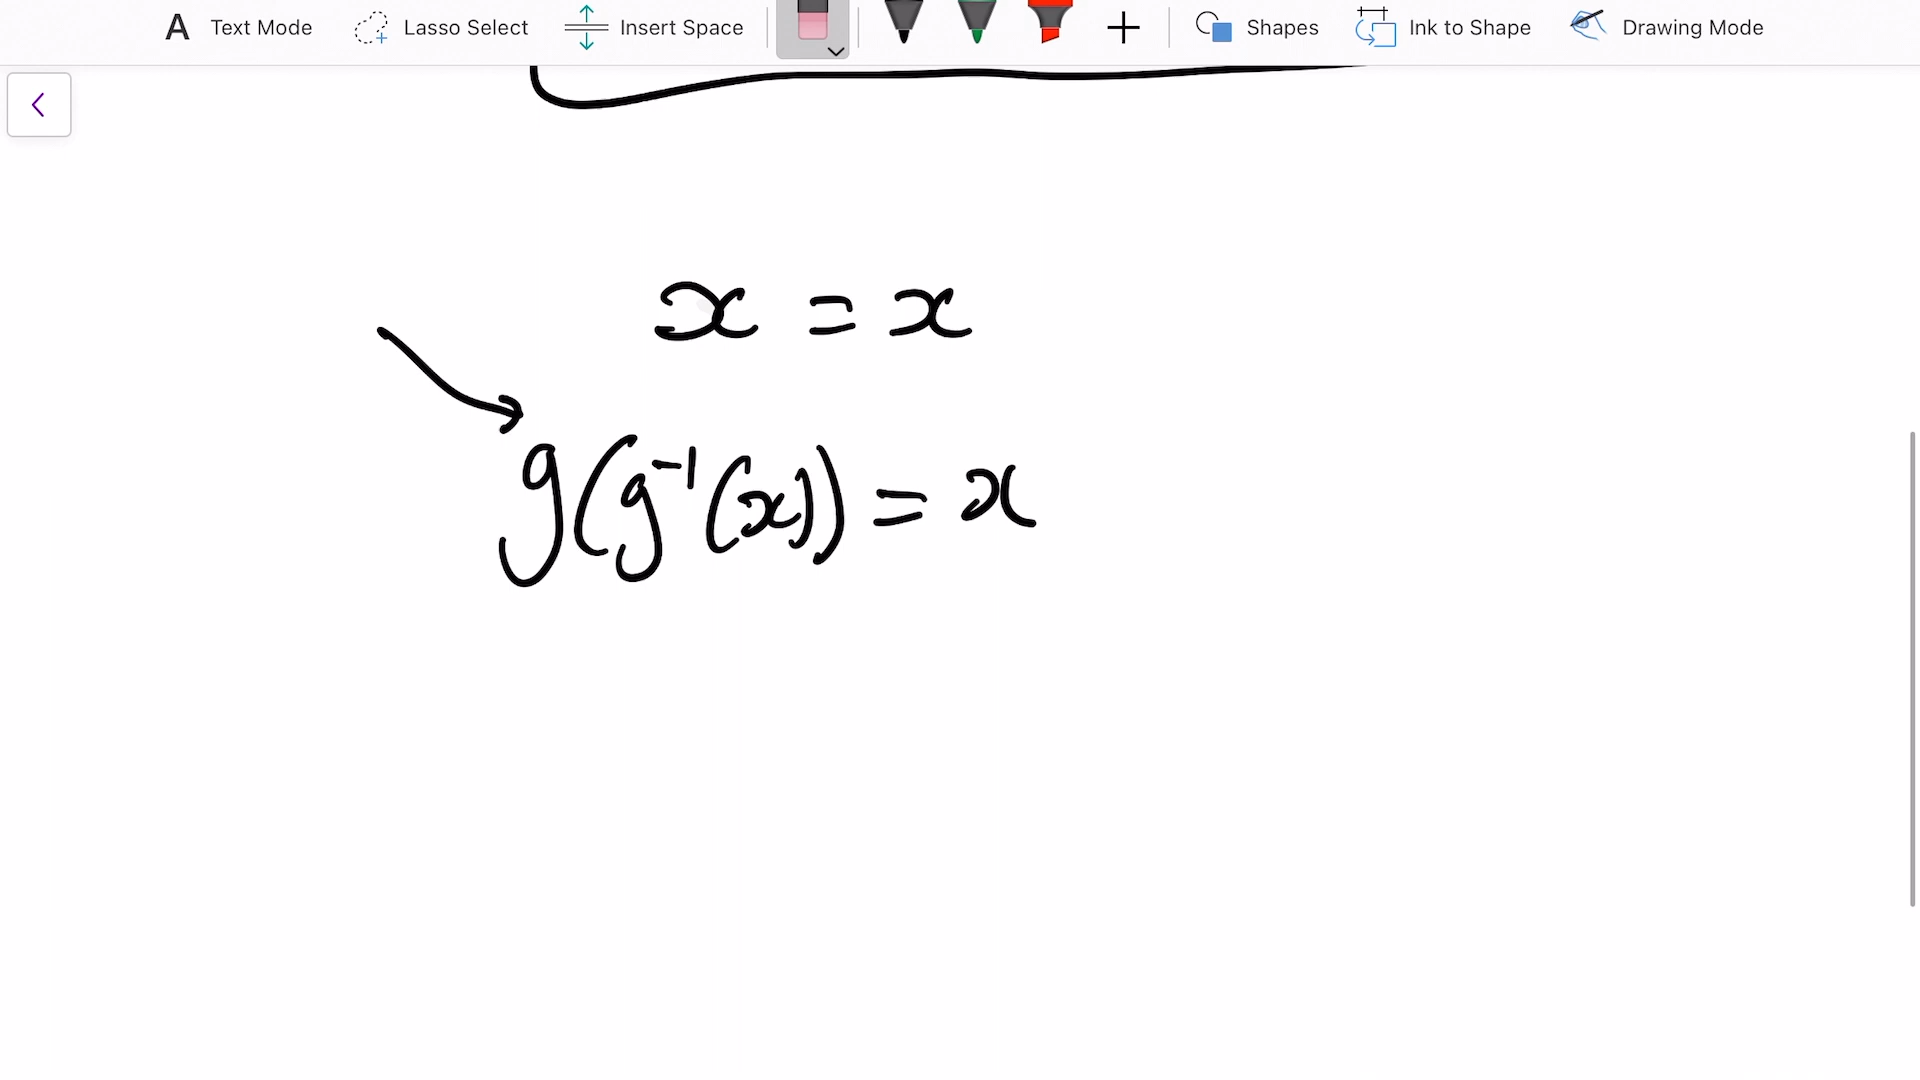 A Text Mode Lasso Select Insert Space Shapes Ink to Shape Drawing Mode
x = x
g(g⁻¹(x)) = x